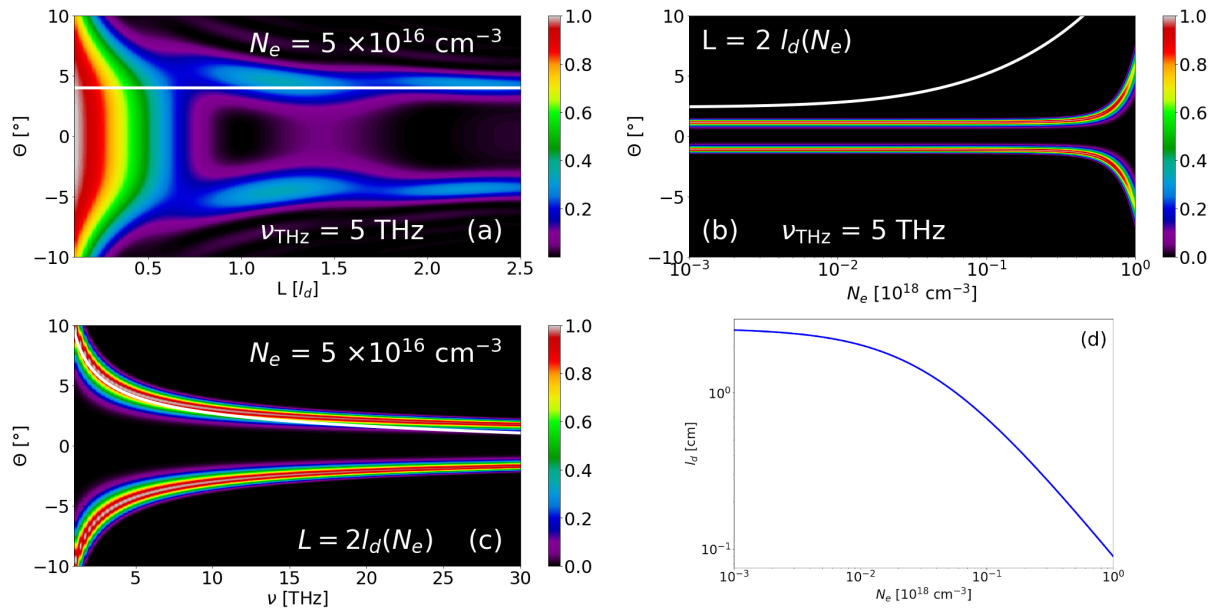 10
5
0
−5
−10
Θ [°]
N_e = 5 ×10^16 cm^−3
ν_THz = 5 THz (a)
0.5 1.0 1.5 2.0 2.5
L [l_d]
1.0
0.8
0.6
0.4
0.2
0.0
10
5
0
−5
−10
Θ [°]
L = 2 l_d(N_e)
(b) ν_THz = 5 THz
10^−3 10^−2 10^−1 10^0
N_e [10^18 cm^−3]
1.0
0.8
0.6
0.4
0.2
0.0
10
5
0
−5
−10
Θ [°]
N_e = 5 ×10^16 cm^−3
L = 2l_d(N_e) (c)
5 10 15 20 25 30
ν [THz]
1.0
0.8
0.6
0.4
0.2
0.0
(d)
10^0
10^−1
l_d [cm]
10^−3 10^−2 10^−1 10^0
N_e [10^18 cm^−3]